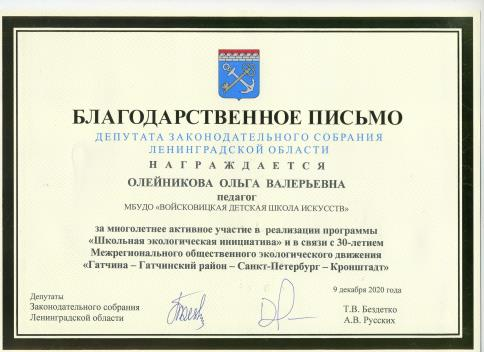 БЛАГОДАРСТВЕННОЕ ПИСЬМО
ДЕПУТАТА ЗАКОНОДАТЕЛЬНОГО СОБРАНИЯ
ЛЕНИНГРАДСКОЙ ОБЛАСТИ
НАГРАЖДАЕТСЯ
ОЛЕЙНИКОВА ОЛЬГА ВАЛЕРЬЕВНА
педагог
МБУДО «ВОЙСКОВИЦКАЯ ДЕТСКАЯ ШКОЛА ИСКУССТВ»
за многолетнее активное участие в реализации программы
«Школьная экологическая инициатива» и в связи с 30-летием
Межрегионального общественного экологического движения
«Гатчина – Гатчинский район – Санкт-Петербург – Кронштадт»
9 декабря 2020 года
Депутаты
Законодательного собрания
Ленинградской области
Т.В. Бездетко
А.В. Русских